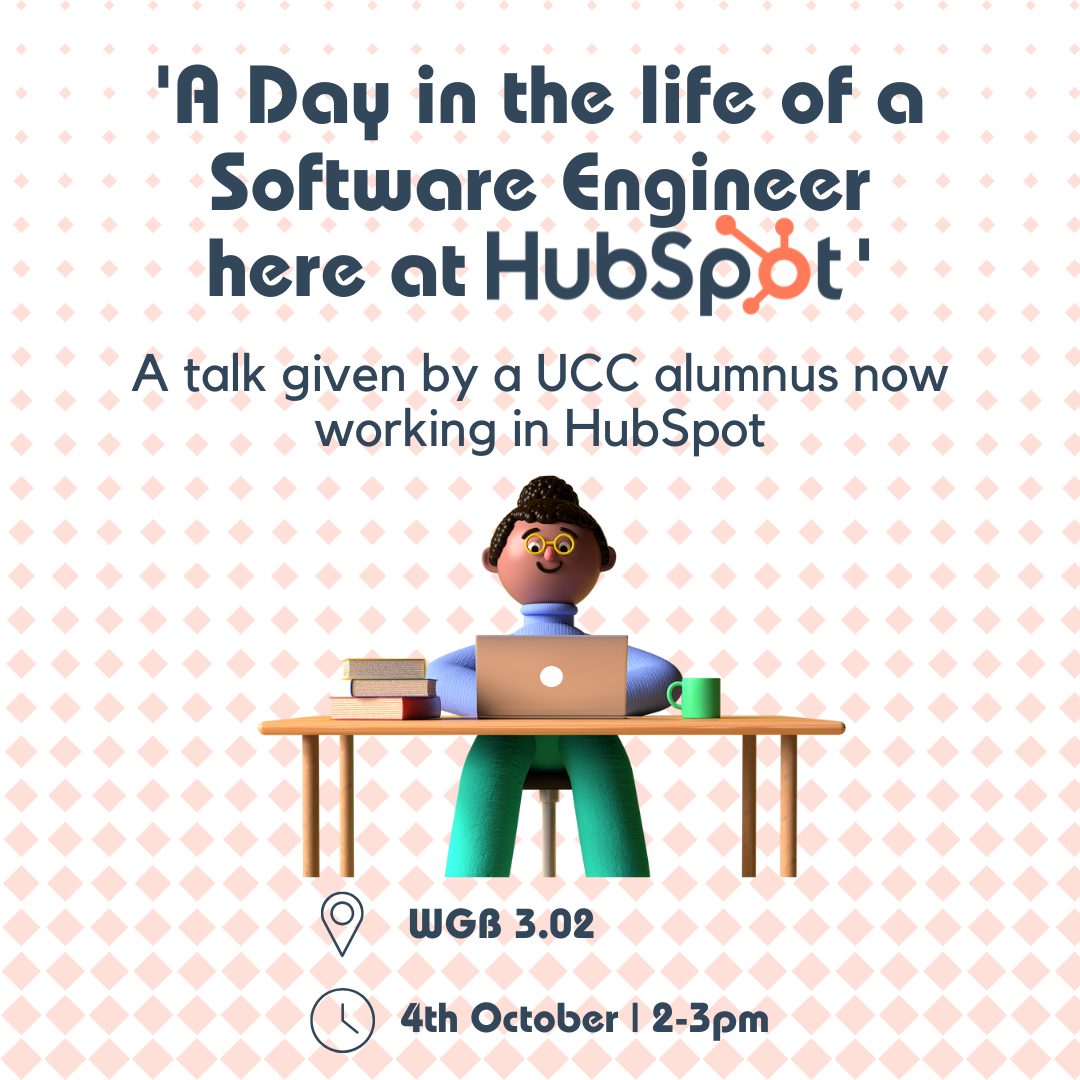 'A Day in the life of a
Software Engineer
here at HubSpot'
A talk given by a UCC alumnus now
working in HubSpot
WGB 3.02
4th October | 2-3pm